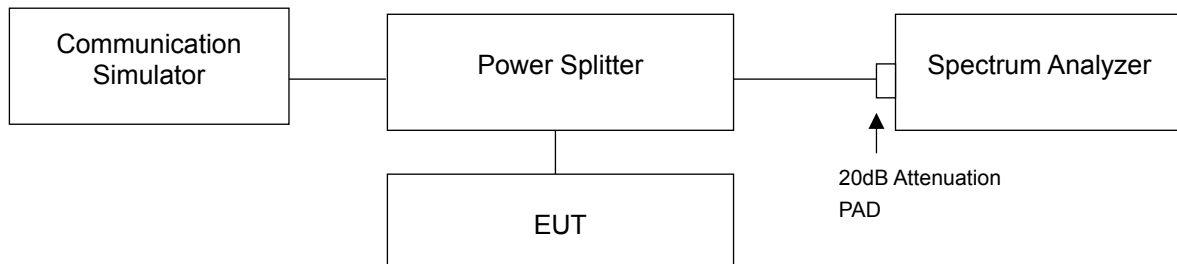 Communication
Simulator
Power Splitter
Spectrum Analyzer
20dB Attenuation
PAD
EUT